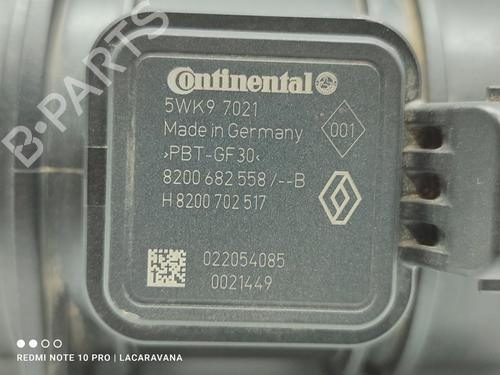 Continental
5WK9 7021
Made in Germany
001
>PBT-GF30<
8200 682 558 /--B
H 8200 702 517
022054085
0021449
B-PARTS
REDMI NOTE 10 PRO | LACARAVANA